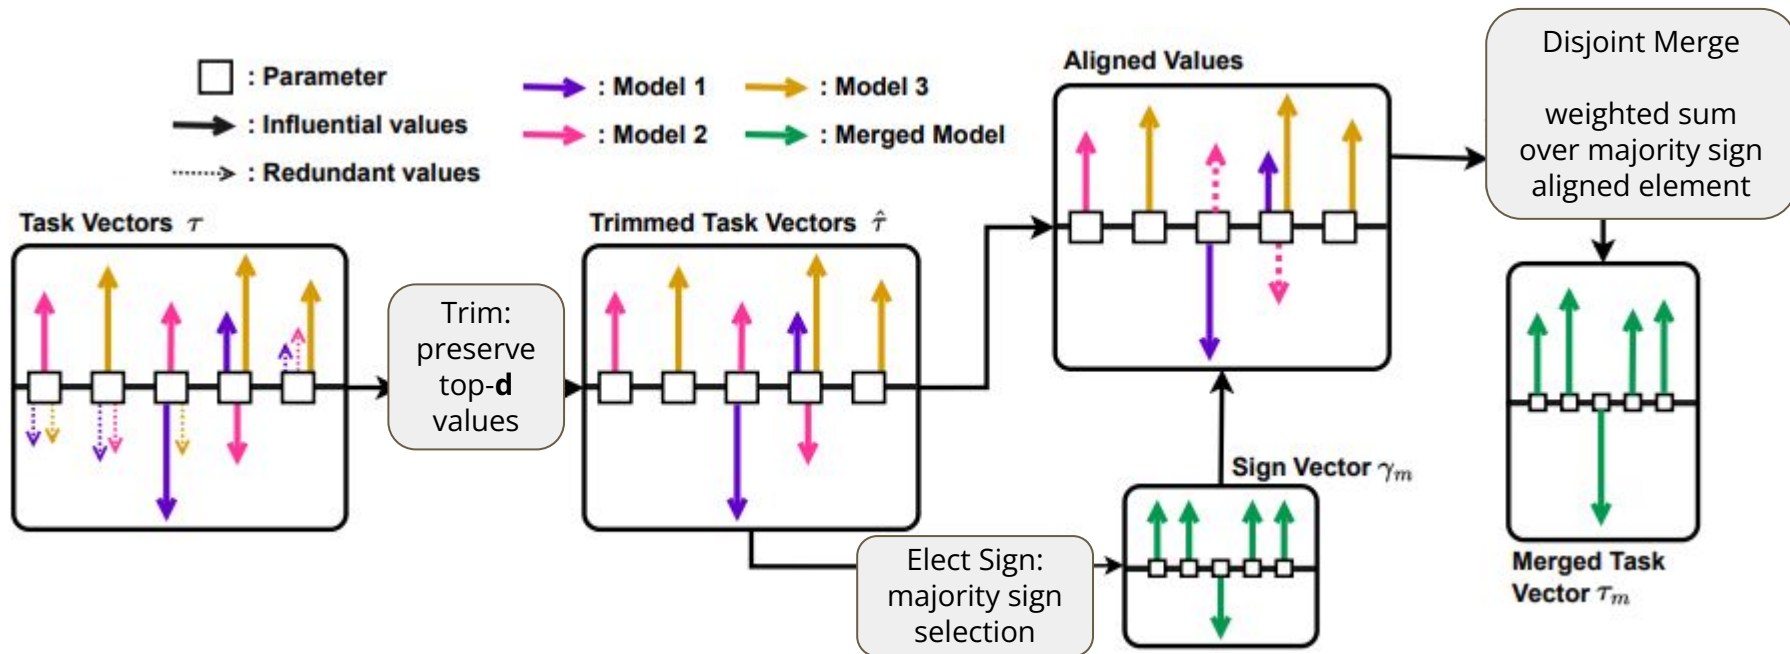 : Parameter
: Influential values
: Redundant values
: Model 1
: Model 2
: Model 3
: Merged Model
Task Vectors τ
Trim:
preserve
top-d
values
Trimmed Task Vectors τ̂
Elect Sign:
majority sign
selection
Sign Vector γₘ
Aligned Values
Disjoint Merge
weighted sum
over majority sign
aligned element
Merged Task
Vector τₘ